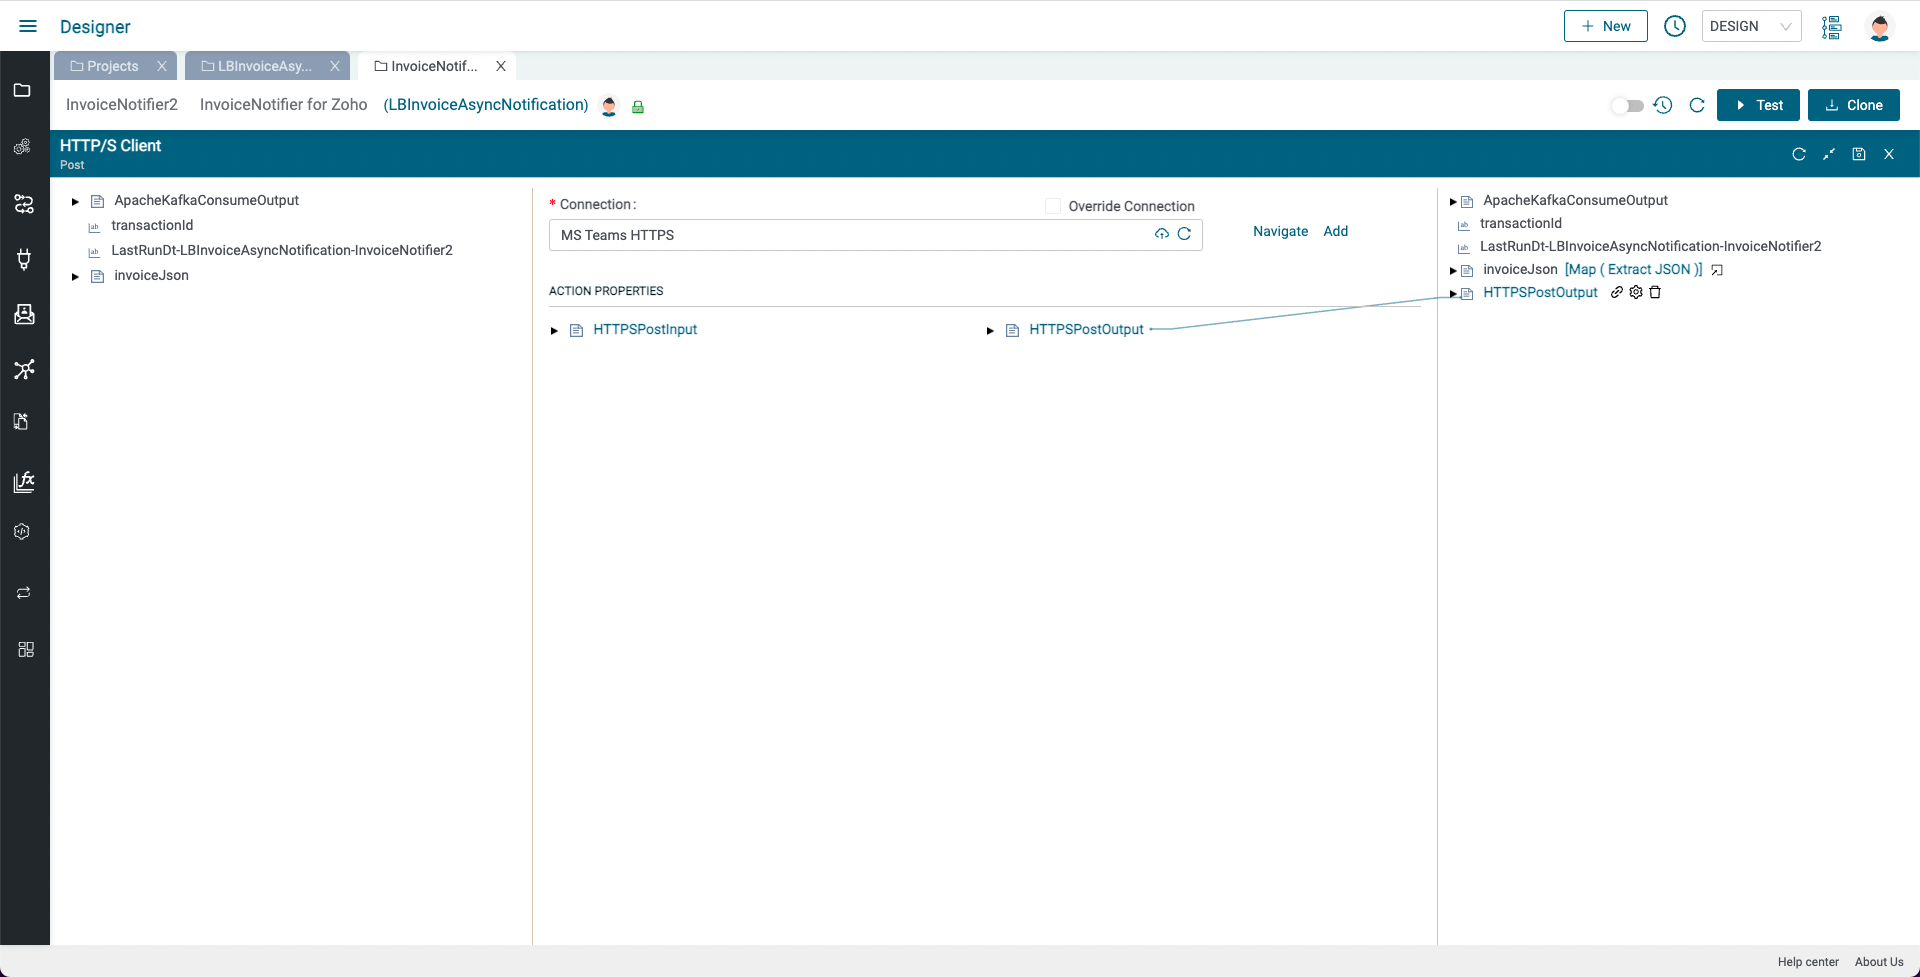 Designer
New
DESIGN
Projects
LBInvoiceAsy...
InvoiceNotif...
InvoiceNotifier2 InvoiceNotifier for Zoho (LBInvoiceAsyncNotification)
Test
Clone
HTTP/S Client
Post
ApacheKafkaConsumeOutput
transactionId
LastRunDt-LBInvoiceAsyncNotification-InvoiceNotifier2
invoiceJson
* Connection:
Override Connection
MS Teams HTTPS
Navigate Add
ACTION PROPERTIES
HTTPSPostInput
HTTPSPostOutput
ApacheKafkaConsumeOutput
transactionId
LastRunDt-LBInvoiceAsyncNotification-InvoiceNotifier2
invoiceJson [Map ( Extract JSON )]
HTTPSPostOutput
Help center About Us